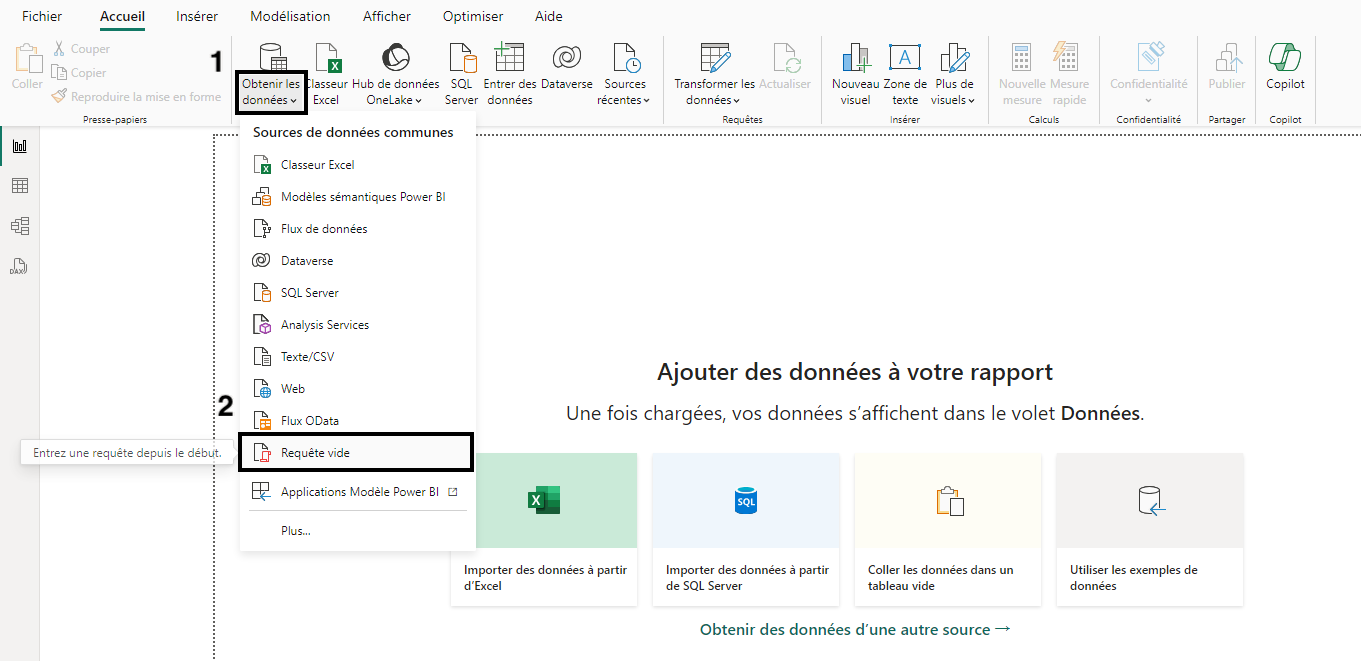 Fichier Accueil Insérer Modélisation Afficher Optimiser Aide
1
Coller
Couper
Copier
Reproduire la mise en forme
Presse-papiers
Obtenir les
données
Classeur
Excel
Hub de données
OneLake
SQL
Server
Entrer des
données
Dataverse
Sources
récentes
Transformer les
données
Actualiser
Requêtes
Nouveau
visuel
Zone de
texte
A
Plus de
visuels
Insérer
Nouvelle
mesure
Mesure
rapide
Calculs
Confidentialité
Confidentialité
Publier
Partager
Copilot
Copilot
DAX
Sources de données communes
Classeur Excel
Modèles sémantiques Power BI
Flux de données
Dataverse
SQL Server
Analysis Services
Texte/CSV
Web
2
Flux OData
Entrez une requête depuis le début.
Requête vide
Applications Modèle Power BI
Plus...
Ajouter des données à votre rapport
Une fois chargées, vos données s’affichent dans le volet Données.
X
SQL
Importer des données à partir
d’Excel
Importer des données à partir
de SQL Server
Coller les données dans un
tableau vide
Utiliser les exemples de
données
Obtenir des données d’une autre source →